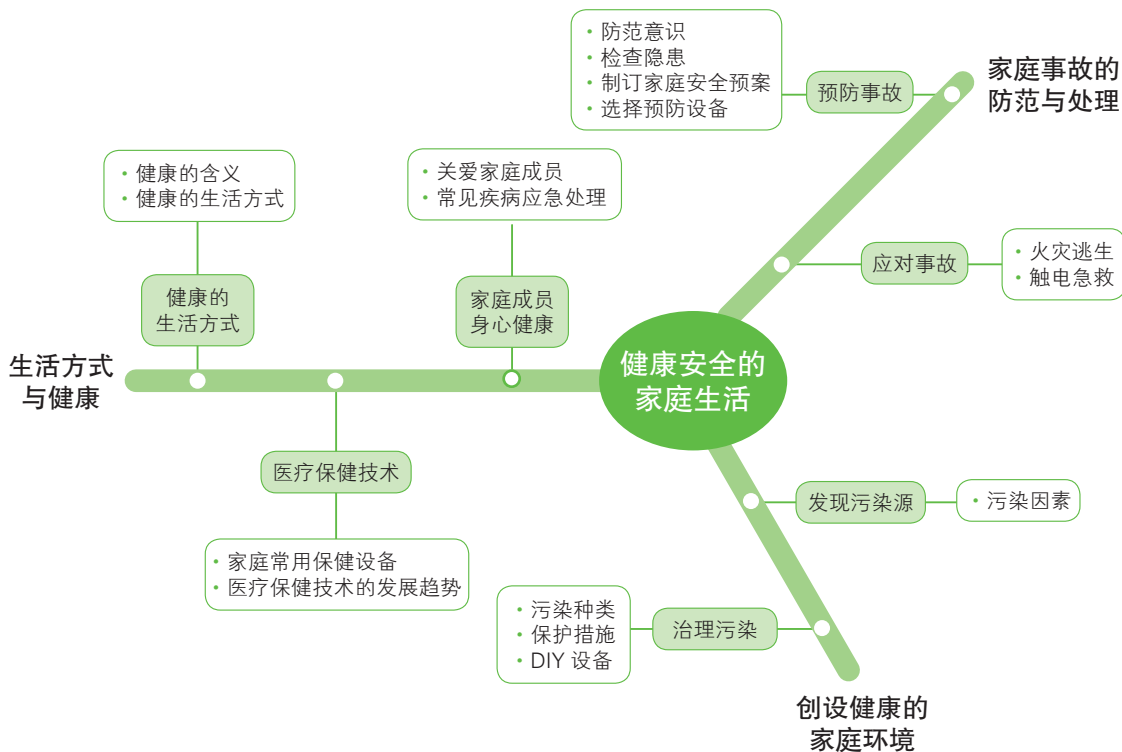 防范意识
检查隐患
制订家庭安全预案
选择预防设备
预防事故
家庭事故的
防范与处理
健康的含义
健康的生活方式
关爱家庭成员
常见疾病应急处理
应对事故
火灾逃生
触电急救
健康的
生活方式
家庭成员
身心健康
生活方式
与健康
健康安全的
家庭生活
医疗保健技术
发现污染源
污染因素
家庭常用保健设备
医疗保健技术的发展趋势
污染种类
保护措施
DIY 设备
治理污染
创设健康的
家庭环境